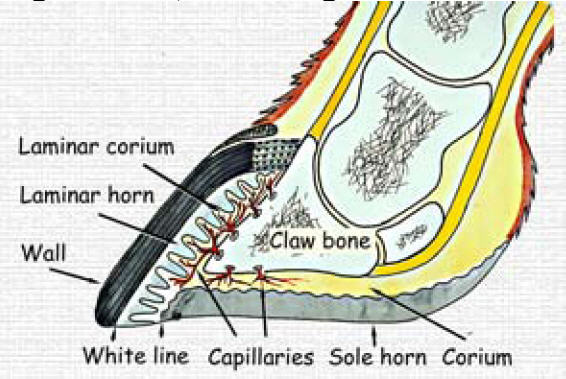 Laminar corium
Laminar horn
Claw bone
Wall
White line Capillaries Sole horn Corium